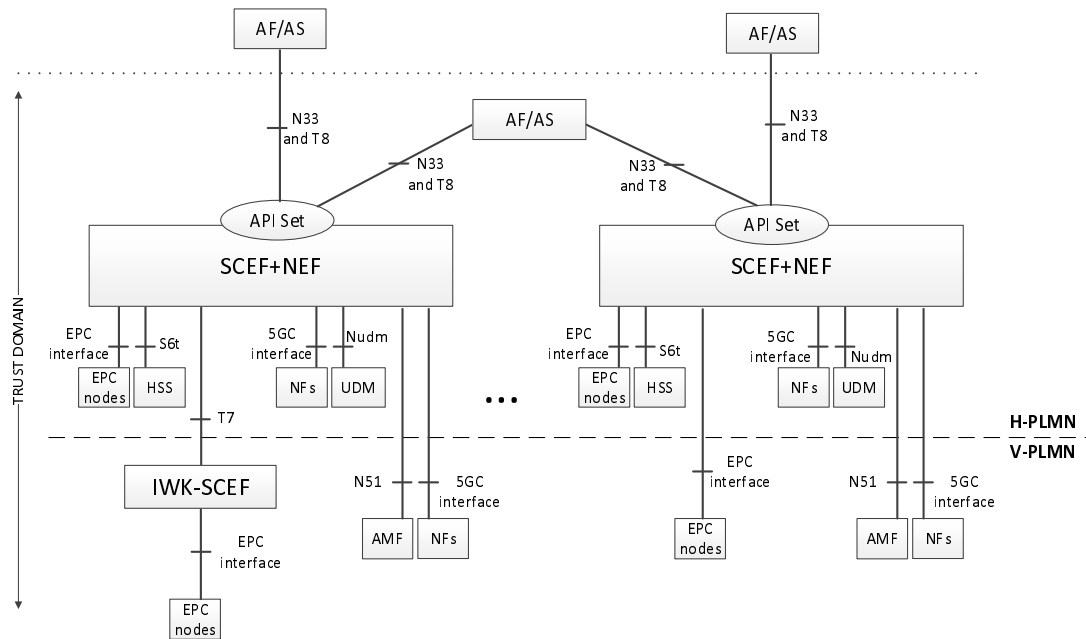 AF/AS
AF/AS
N33
and T8
AF/AS
N33
and T8
N33
and T8
N33
and T8
API Set
API Set
SCEF+NEF
SCEF+NEF
TRUST DOMAIN
EPC
interface
S6t
5GC
interface
Nudm
EPC
nodes
HSS
NFs
UDM
T7
...
EPC
interface
S6t
5GC
interface
Nudm
EPC
nodes
HSS
NFs
UDM
H-PLMN
V-PLMN
IWK-SCEF
N51
5GC
interface
AMF
NFs
EPC
interface
EPC
nodes
EPC
interface
EPC
nodes
N51
5GC
interface
AMF
NFs